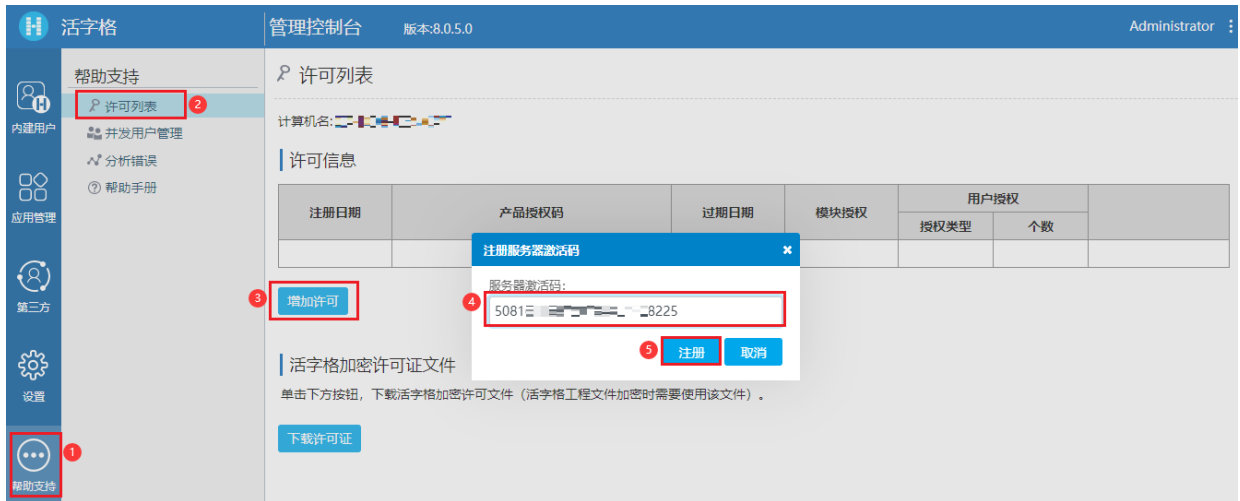 活字格
管理控制台 版本:8.0.5.0
Administrator
内建用户
应用管理
第三方
设置
1
帮助支持
帮助支持
许可列表 2
并发用户管理
分析错误
帮助手册
许可列表
计算机名:
许可信息
注册日期 产品授权码 过期日期 模块授权 用户授权
授权类型 个数
3 增加许可
活字格加密许可证文件
单击下方按钮，下载活字格加密许可文件（活字格工程文件加密时需要使用该文件）.
下载许可证
注册服务器激活码
服务器激活码:
4 5081 8225
5 注册 取消